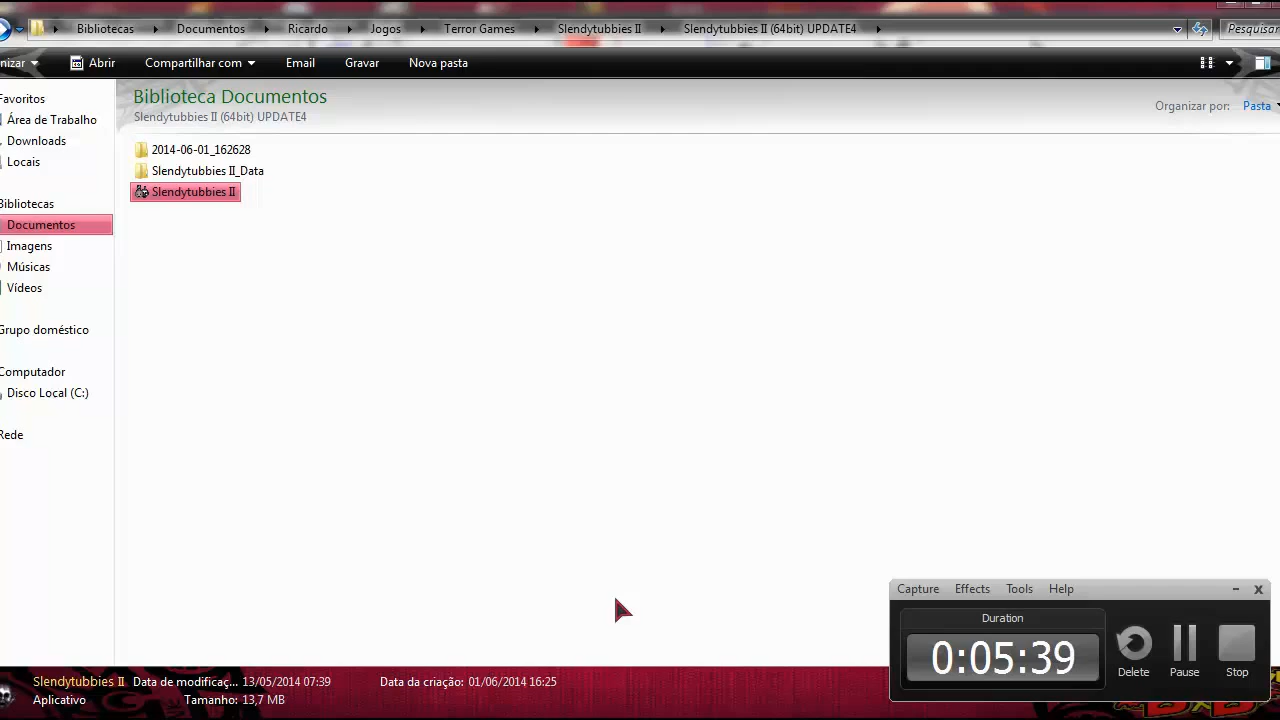 Bibliotecas Documentos Ricardo Jogos Terror Games Slendytubbies II Slendytubbies II (64bit) UPDATE4 Pesquisar
nizar Abrir Compartilhar com Email Gravar Nova pasta
Favoritos
Área de Trabalho
Downloads
Locais
Bibliotecas
Documentos
Imagens
Músicas
Vídeos
Grupo doméstico
Computador
Disco Local (C:)
Rede
Biblioteca Documentos
Slendytubbies II (64bit) UPDATE4
Organizar por: Pasta
2014-06-01_162628
Slendytubbies II_Data
Slendytubbies II
Capture Effects Tools Help
Duration
0:05:39
Delete Pause Stop
Slendytubbies II Data de modificaç... 13/05/2014 07:39 Data da criação: 01/06/2014 16:25
Aplicativo Tamanho: 13,7 MB